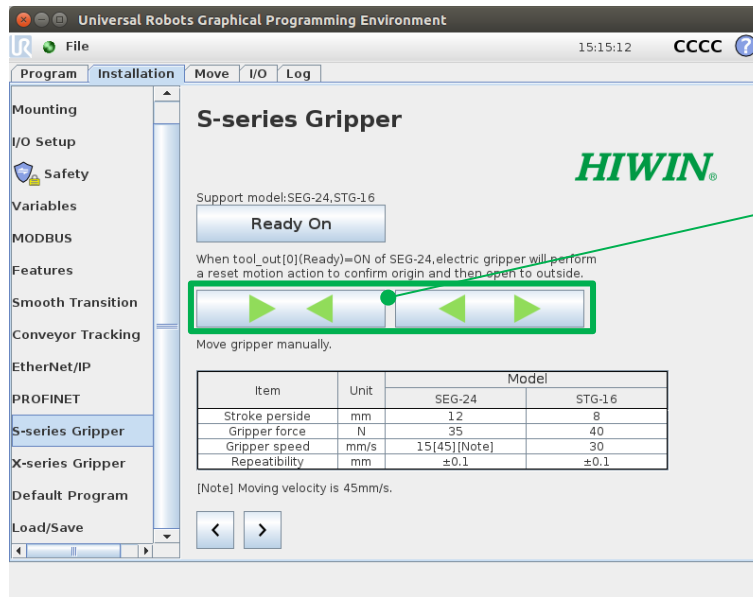 Universal Robots Graphical Programming Environment
File
15:15:12
CCCC
?
Program
Installation
Move
I/O
Log
Mounting
I/O Setup
Safety
Variables
MODBUS
Features
Smooth Transition
Conveyor Tracking
EtherNet/IP
PROFINET
S-series Gripper
X-series Gripper
Default Program
Load/Save
S-series Gripper
HIWIN®
Support model:SEG-24,STG-16
Ready On
When tool_out[0](Ready)=ON of SEG-24,electric gripper will perform
a reset motion action to confirm origin and then open to outside.
Move gripper manually.
Item Unit Model
SEG-24 STG-16
Stroke perside mm 12 8
Gripper force N 35 40
Gripper speed mm/s 15[45][Note] 30
Repeatibility mm ±0.1 ±0.1
[Note] Moving velocity is 45mm/s.